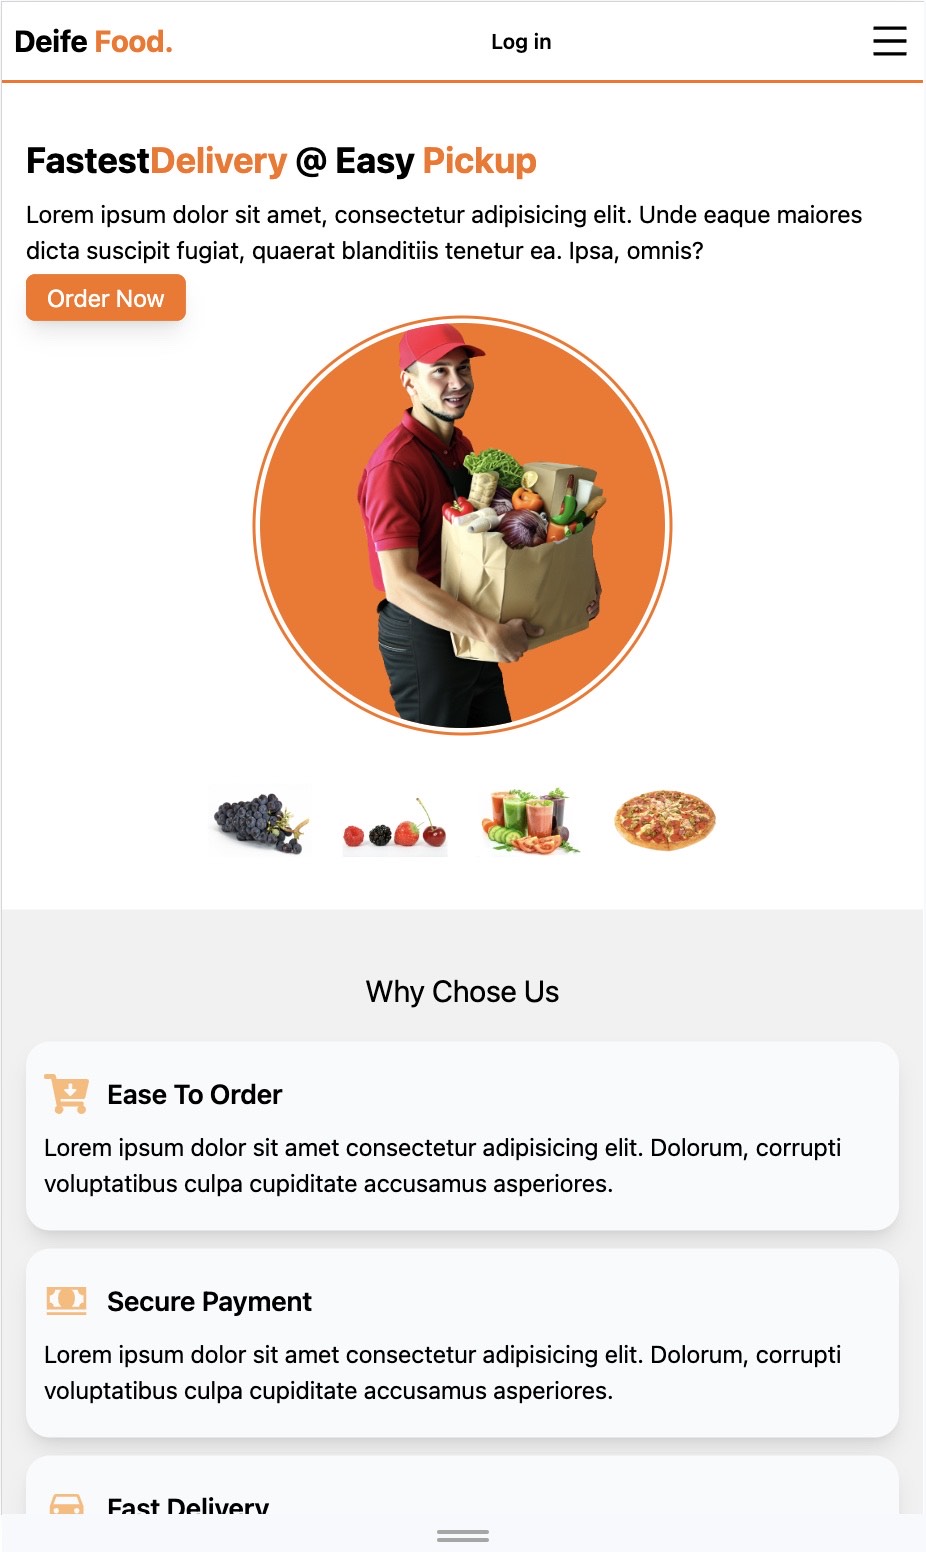 Deife Food.
Log in
FastestDelivery @ Easy Pickup
Lorem ipsum dolor sit amet, consectetur adipisicing elit. Unde eaque maiores
dicta suscipit fugiat, quaerat blanditiis tenetur ea. Ipsa, omnis?
Order Now
Why Chose Us
Ease To Order
Lorem ipsum dolor sit amet consectetur adipisicing elit. Dolorum, corrupti
voluptatibus culpa cupiditate accusamus asperiores.
Secure Payment
Lorem ipsum dolor sit amet consectetur adipisicing elit. Dolorum, corrupti
voluptatibus culpa cupiditate accusamus asperiores.
Fast Delivery